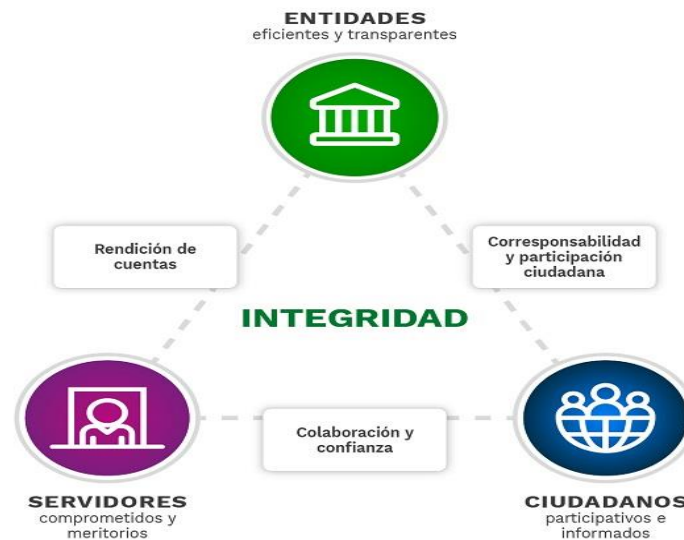 ENTIDADES
eficientes y transparentes
Rendición de
cuentas
Corresponsabilidad
y participación
ciudadana
INTEGRIDAD
Colaboración y
confianza
SERVIDORES
comprometidos y
meritorios
CIUDADANOS
participativos e
informados